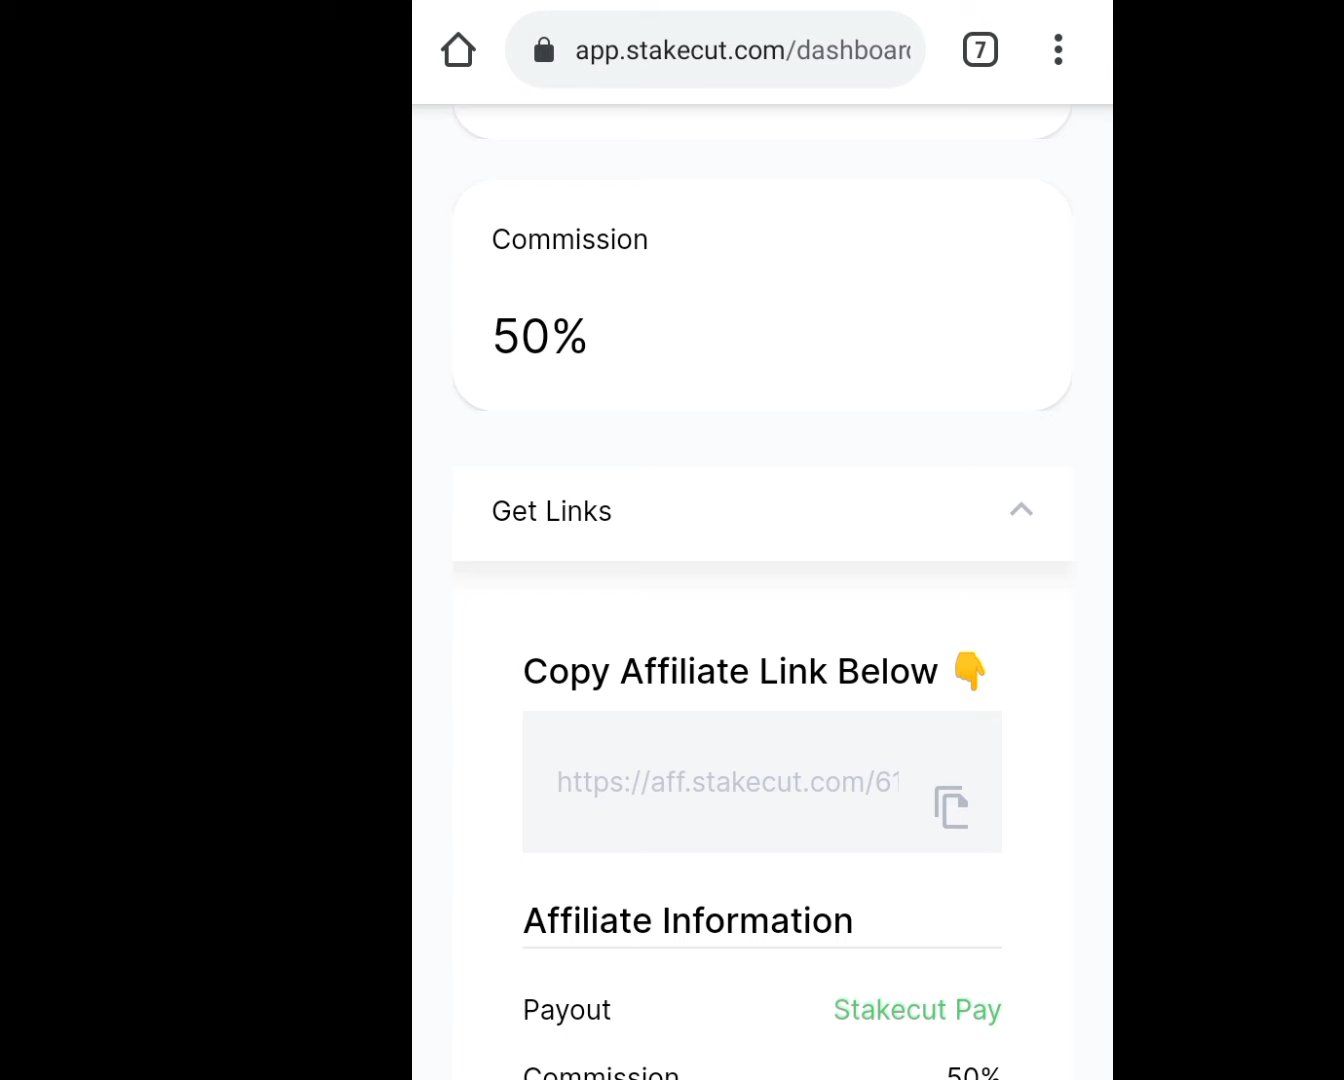 app.stakecut.com/dashboard
7
Commission
50%
Get Links
Copy Affiliate Link Below 👇
https://aff.stakecut.com/61
Affiliate Information
Payout Stakecut Pay
Commission 50%